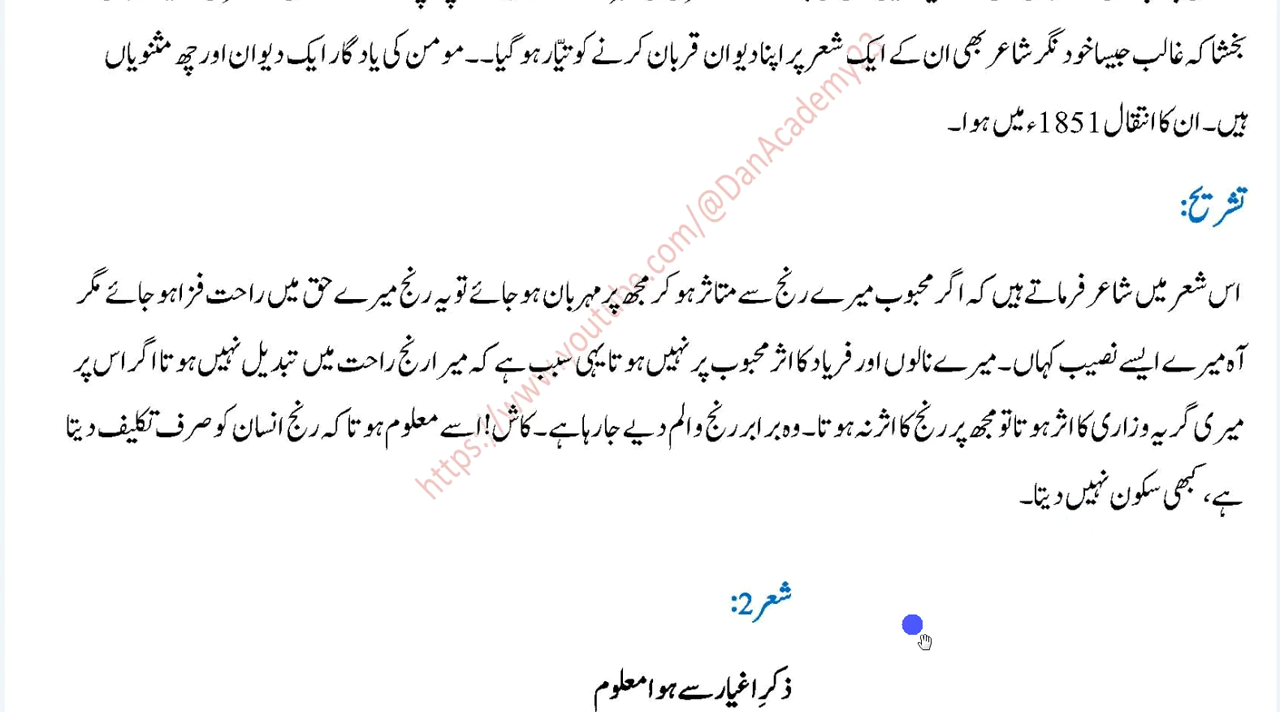 بخشا کہ غالب جیسا خود نگر شاعر بھی ان کے ایک شعر پر اپنا دیوان قربان کرنے کو تیّار ہو گیا۔۔ مومن کی یادگار ایک دیوان اور چھ مثنویاں
ہیں۔ ان کا انتقال 1851ء میں ہوا۔
تشریح:
اس شعر میں شاعر فرماتے ہیں کہ اگر محبوب میرے رنج سے متاثر ہو کر مجھ پر مہربان ہو جائے تو یہ رنج میرے حق میں راحت فزا ہو جائے مگر
آہ میرے ایسے نصیب کہاں۔ میرے نالوں اور فریاد کا اثر محبوب پر نہیں ہوتا یہی سبب ہے کہ میرا رنج راحت میں تبدیل نہیں ہوتا اگر اس پر
میری گریہ وزاری کا اثر ہوتا تو مجھ پر رنج کا اثر نہ ہوتا۔ وہ برابر رنج و الم دیے جا رہا ہے۔ کاش! اسے معلوم ہوتا کہ رنج انسان کو صرف تکلیف دیتا
ہے، کبھی سکون نہیں دیتا۔
شعر 2:
ذکرِ اغیار سے ہوا معلوم